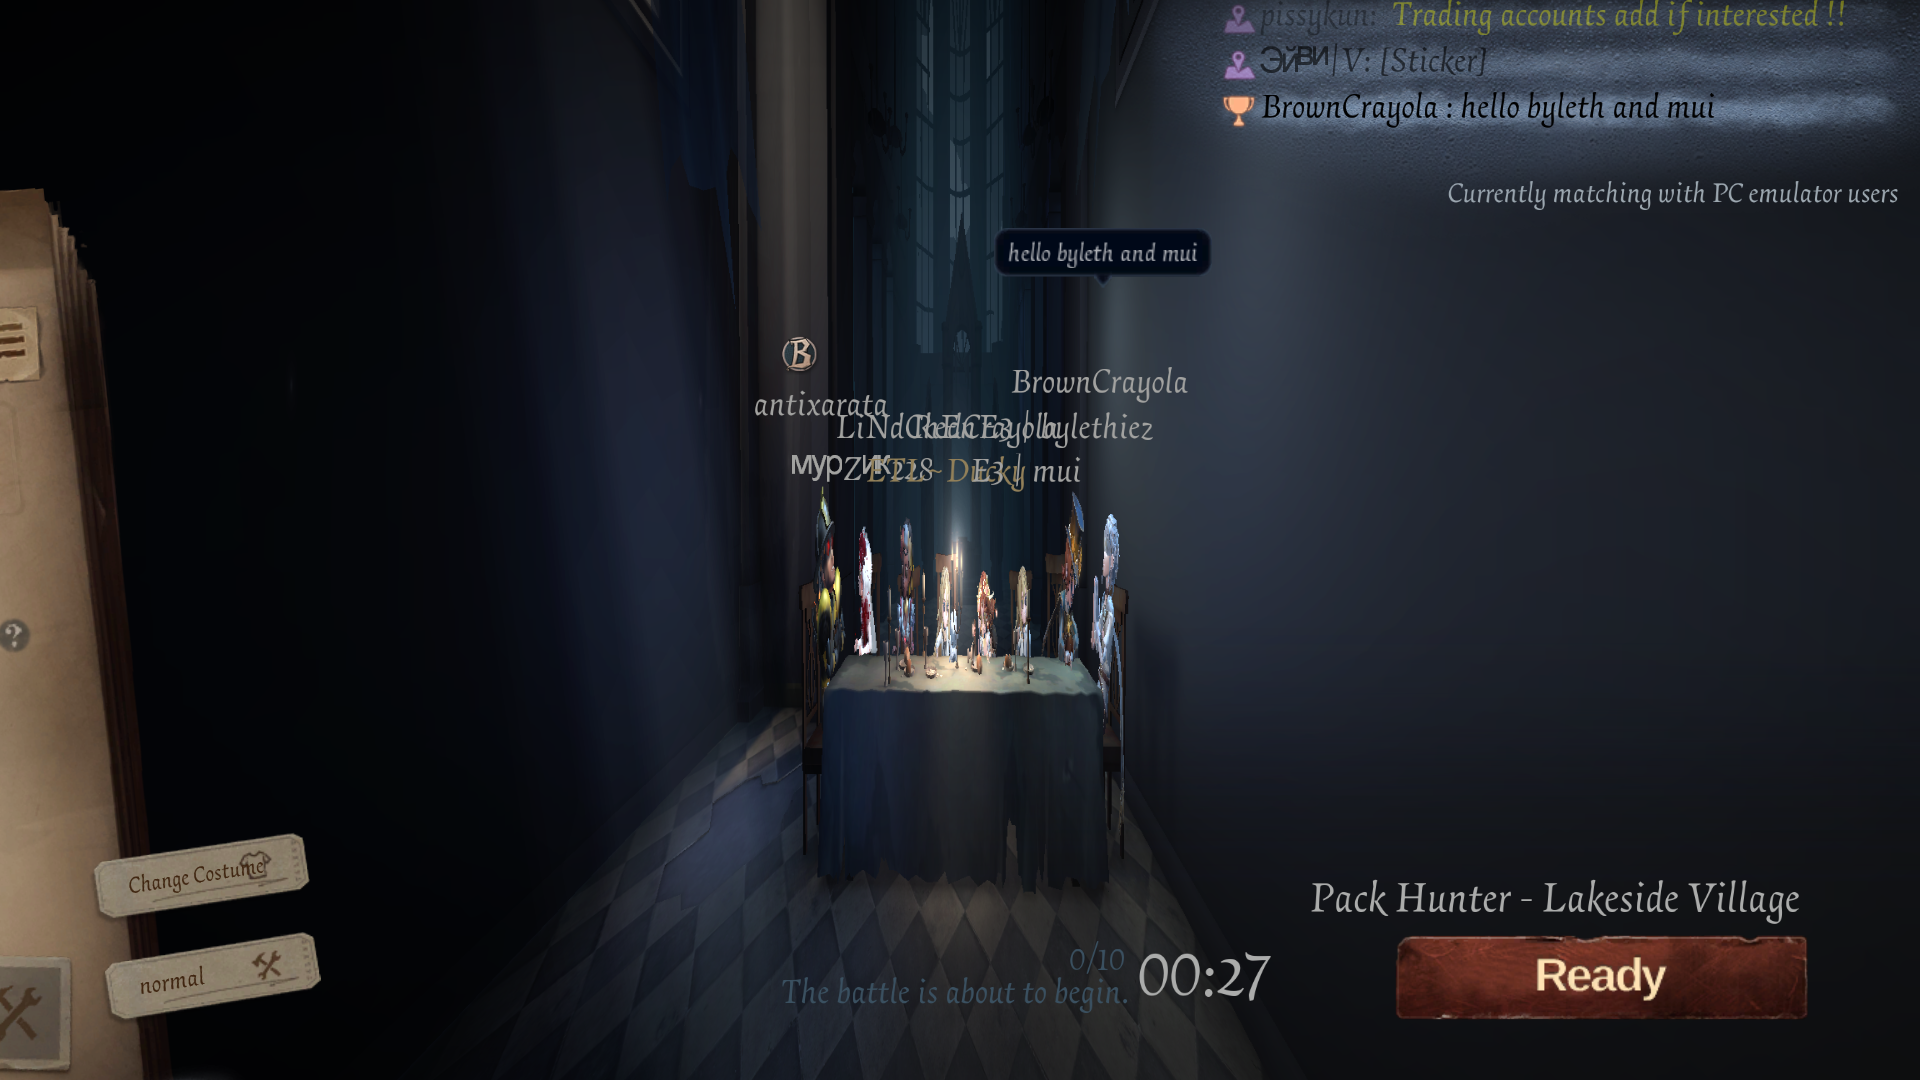 pissykun: Trading accounts add if interested !!
ЭйВИ|V: [Sticker]
BrownCrayola : hello byleth and mui
Currently matching with PC emulator users
hello byleth and mui
B
BrownCrayola
antixarata
bylethiez
E3 | mui
Change Costume
normal
Pack Hunter - Lakeside Village
0/10
The battle is about to begin.
00:27
Ready